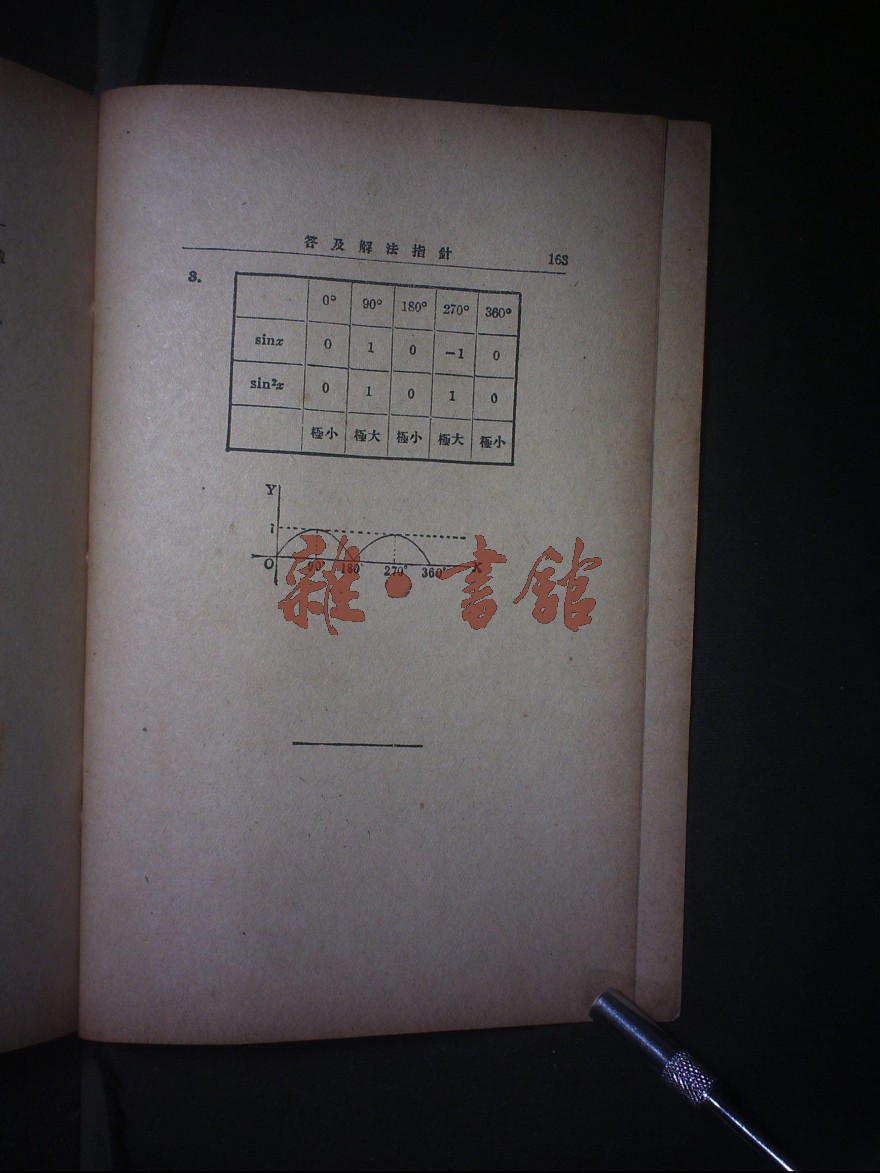 答及解法指針 163
3.
0° 90° 180° 270° 360°
sinx 0 1 0 −1 0
sin²x 0 1 0 1 0
極小 極大 極小 極大 極小
Y
1
O 90° 180° 270° 360° X
雜·書館